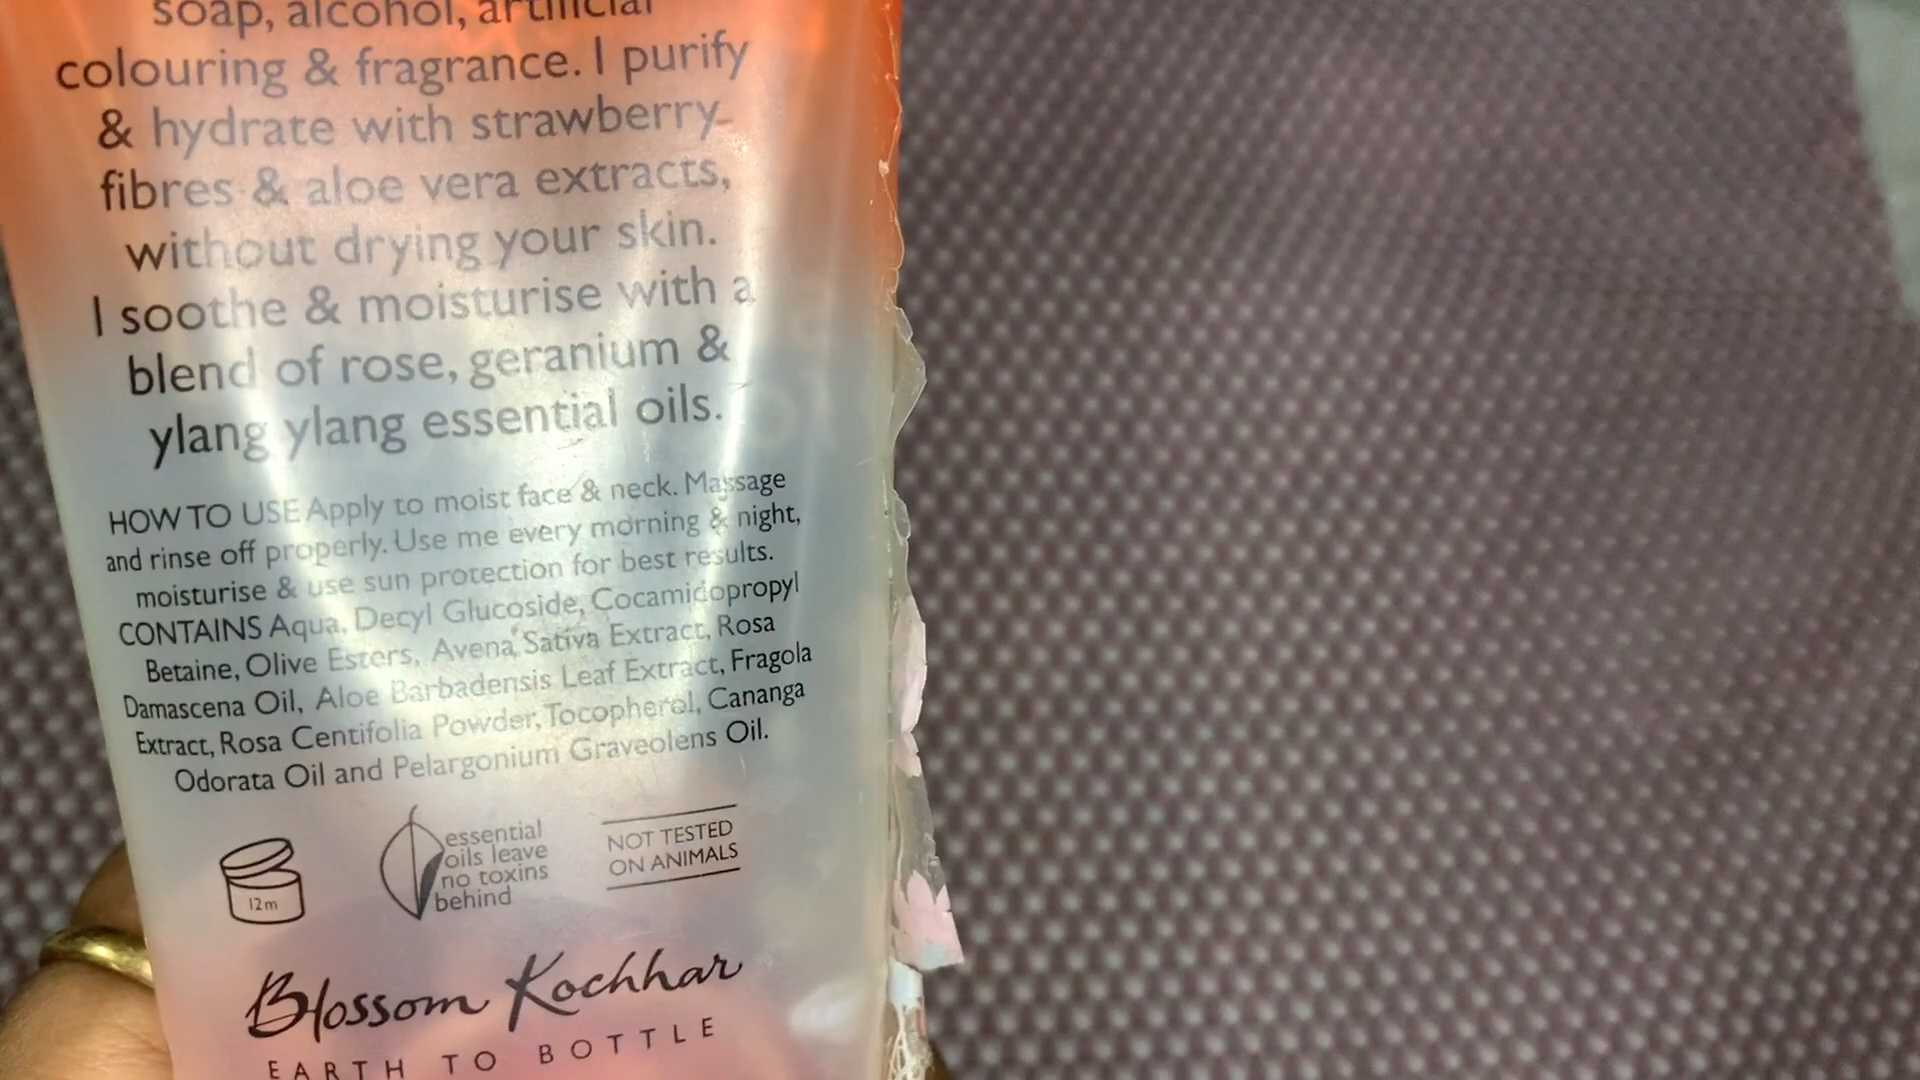 soap, alcohol, artificial
colouring & fragrance. I purify
& hydrate with strawberry
fibres & aloe vera extracts,
without drying your skin.
I soothe & moisturise with a
blend of rose, geranium &
ylang ylang essential oils.
HOW TO USE Apply to moist face & neck. Massage
and rinse off properly. Use me every morning & night,
moisturise & use sun protection for best results.
CONTAINS Aqua, Decyl Glucoside, Cocamidopropyl
Betaine, Olive Esters, Avena Sativa Extract, Rosa
Damascena Oil, Aloe Barbadensis Leaf Extract, Fragola
Extract, Rosa Centifolia Powder, Tocopherol, Cananga
Odorata Oil and Pelargonium Graveolens Oil.
12m
essential
oils leave
no toxins
behind
NOT TESTED
ON ANIMALS
Blossom Kochhar
EARTH TO BOTTLE